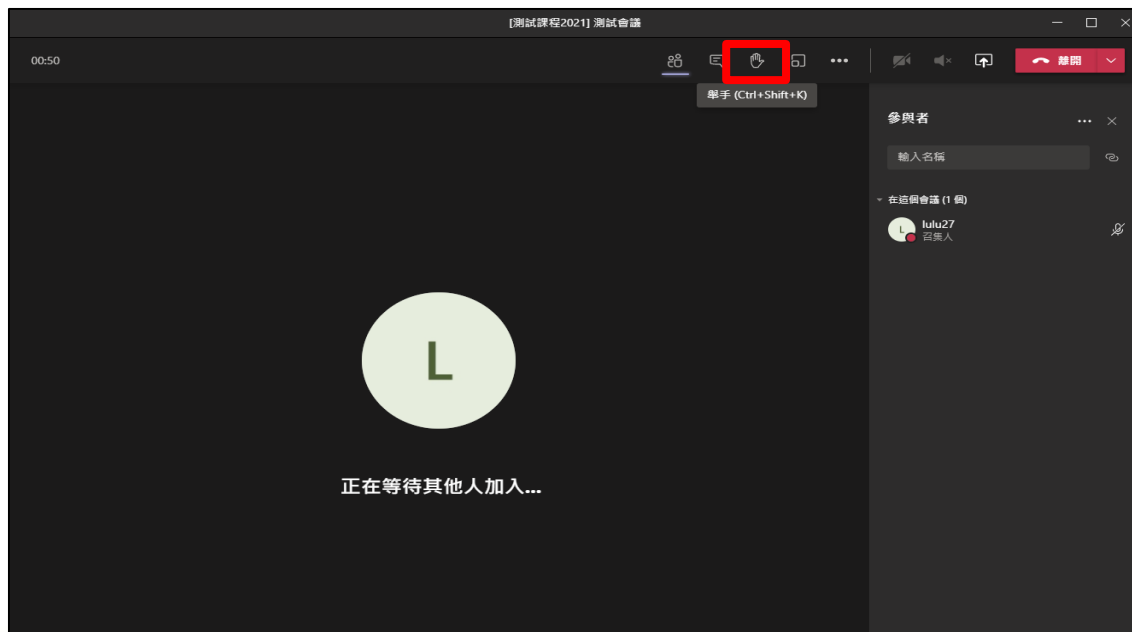 [測試課程2021] 測試會議
00:50
離開
舉手 (Ctrl+Shift+K)
參與者
輸入名稱
在這個會議 (1 個)
L
lulu27
召集人
L
正在等待其他人加入...